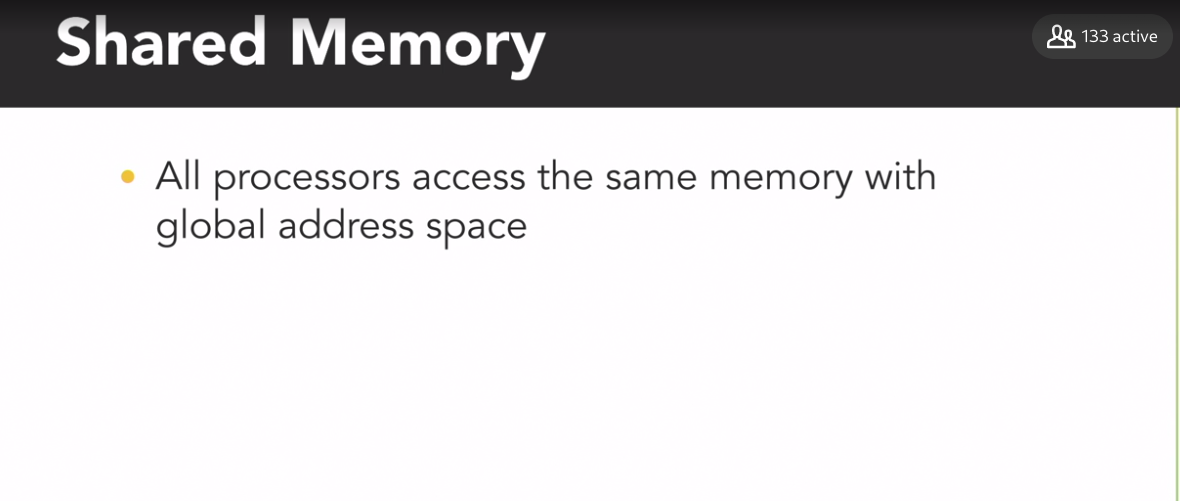 Shared Memory
133 active
• All processors access the same memory with
global address space